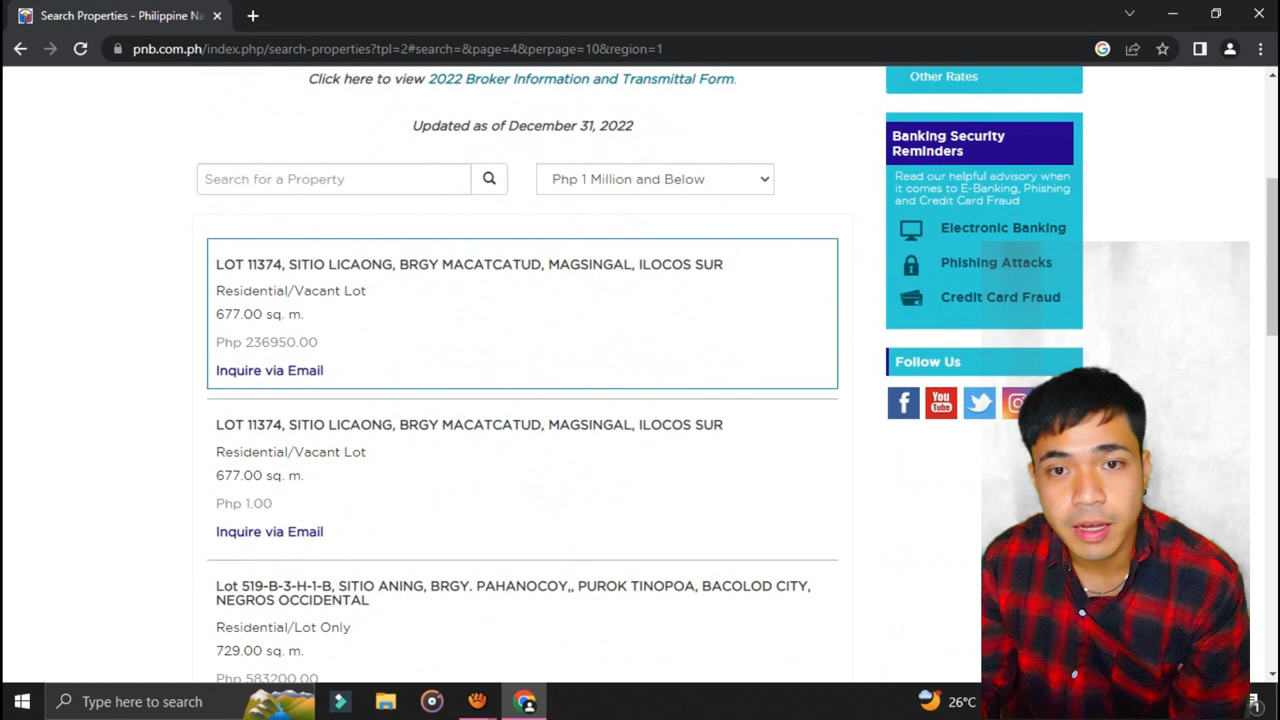 Search Properties - Philippine Na
pnb.com.ph/index.php/search-properties?tpl=2#search=&page=4&perpage=10&region=1
Click here to view 2022 Broker Information and Transmittal Form.
Updated as of December 31, 2022
Search for a Property
Php 1 Million and Below
LOT 11374, SITIO LICAONG, BRGY MACATCATUD, MAGSINGAL, ILOCOS SUR
Residential/Vacant Lot
677.00 sq. m.
Php 236950.00
Inquire via Email
LOT 11374, SITIO LICAONG, BRGY MACATCATUD, MAGSINGAL, ILOCOS SUR
Residential/Vacant Lot
677.00 sq. m.
Php 1.00
Inquire via Email
Lot 519-B-3-H-1-B, SITIO ANING, BRGY. PAHANOCOY,, PUROK TINOPOA, BACOLOD CITY,
NEGROS OCCIDENTAL
Residential/Lot Only
729.00 sq. m.
Php 583200.00
Other Rates
Banking Security
Reminders
Read our helpful advisory when
it comes to E-Banking, Phishing
and Credit Card Fraud
Electronic Banking
Phishing Attacks
Credit Card Fraud
Follow Us
You
Tube
Type here to search
26°C
1